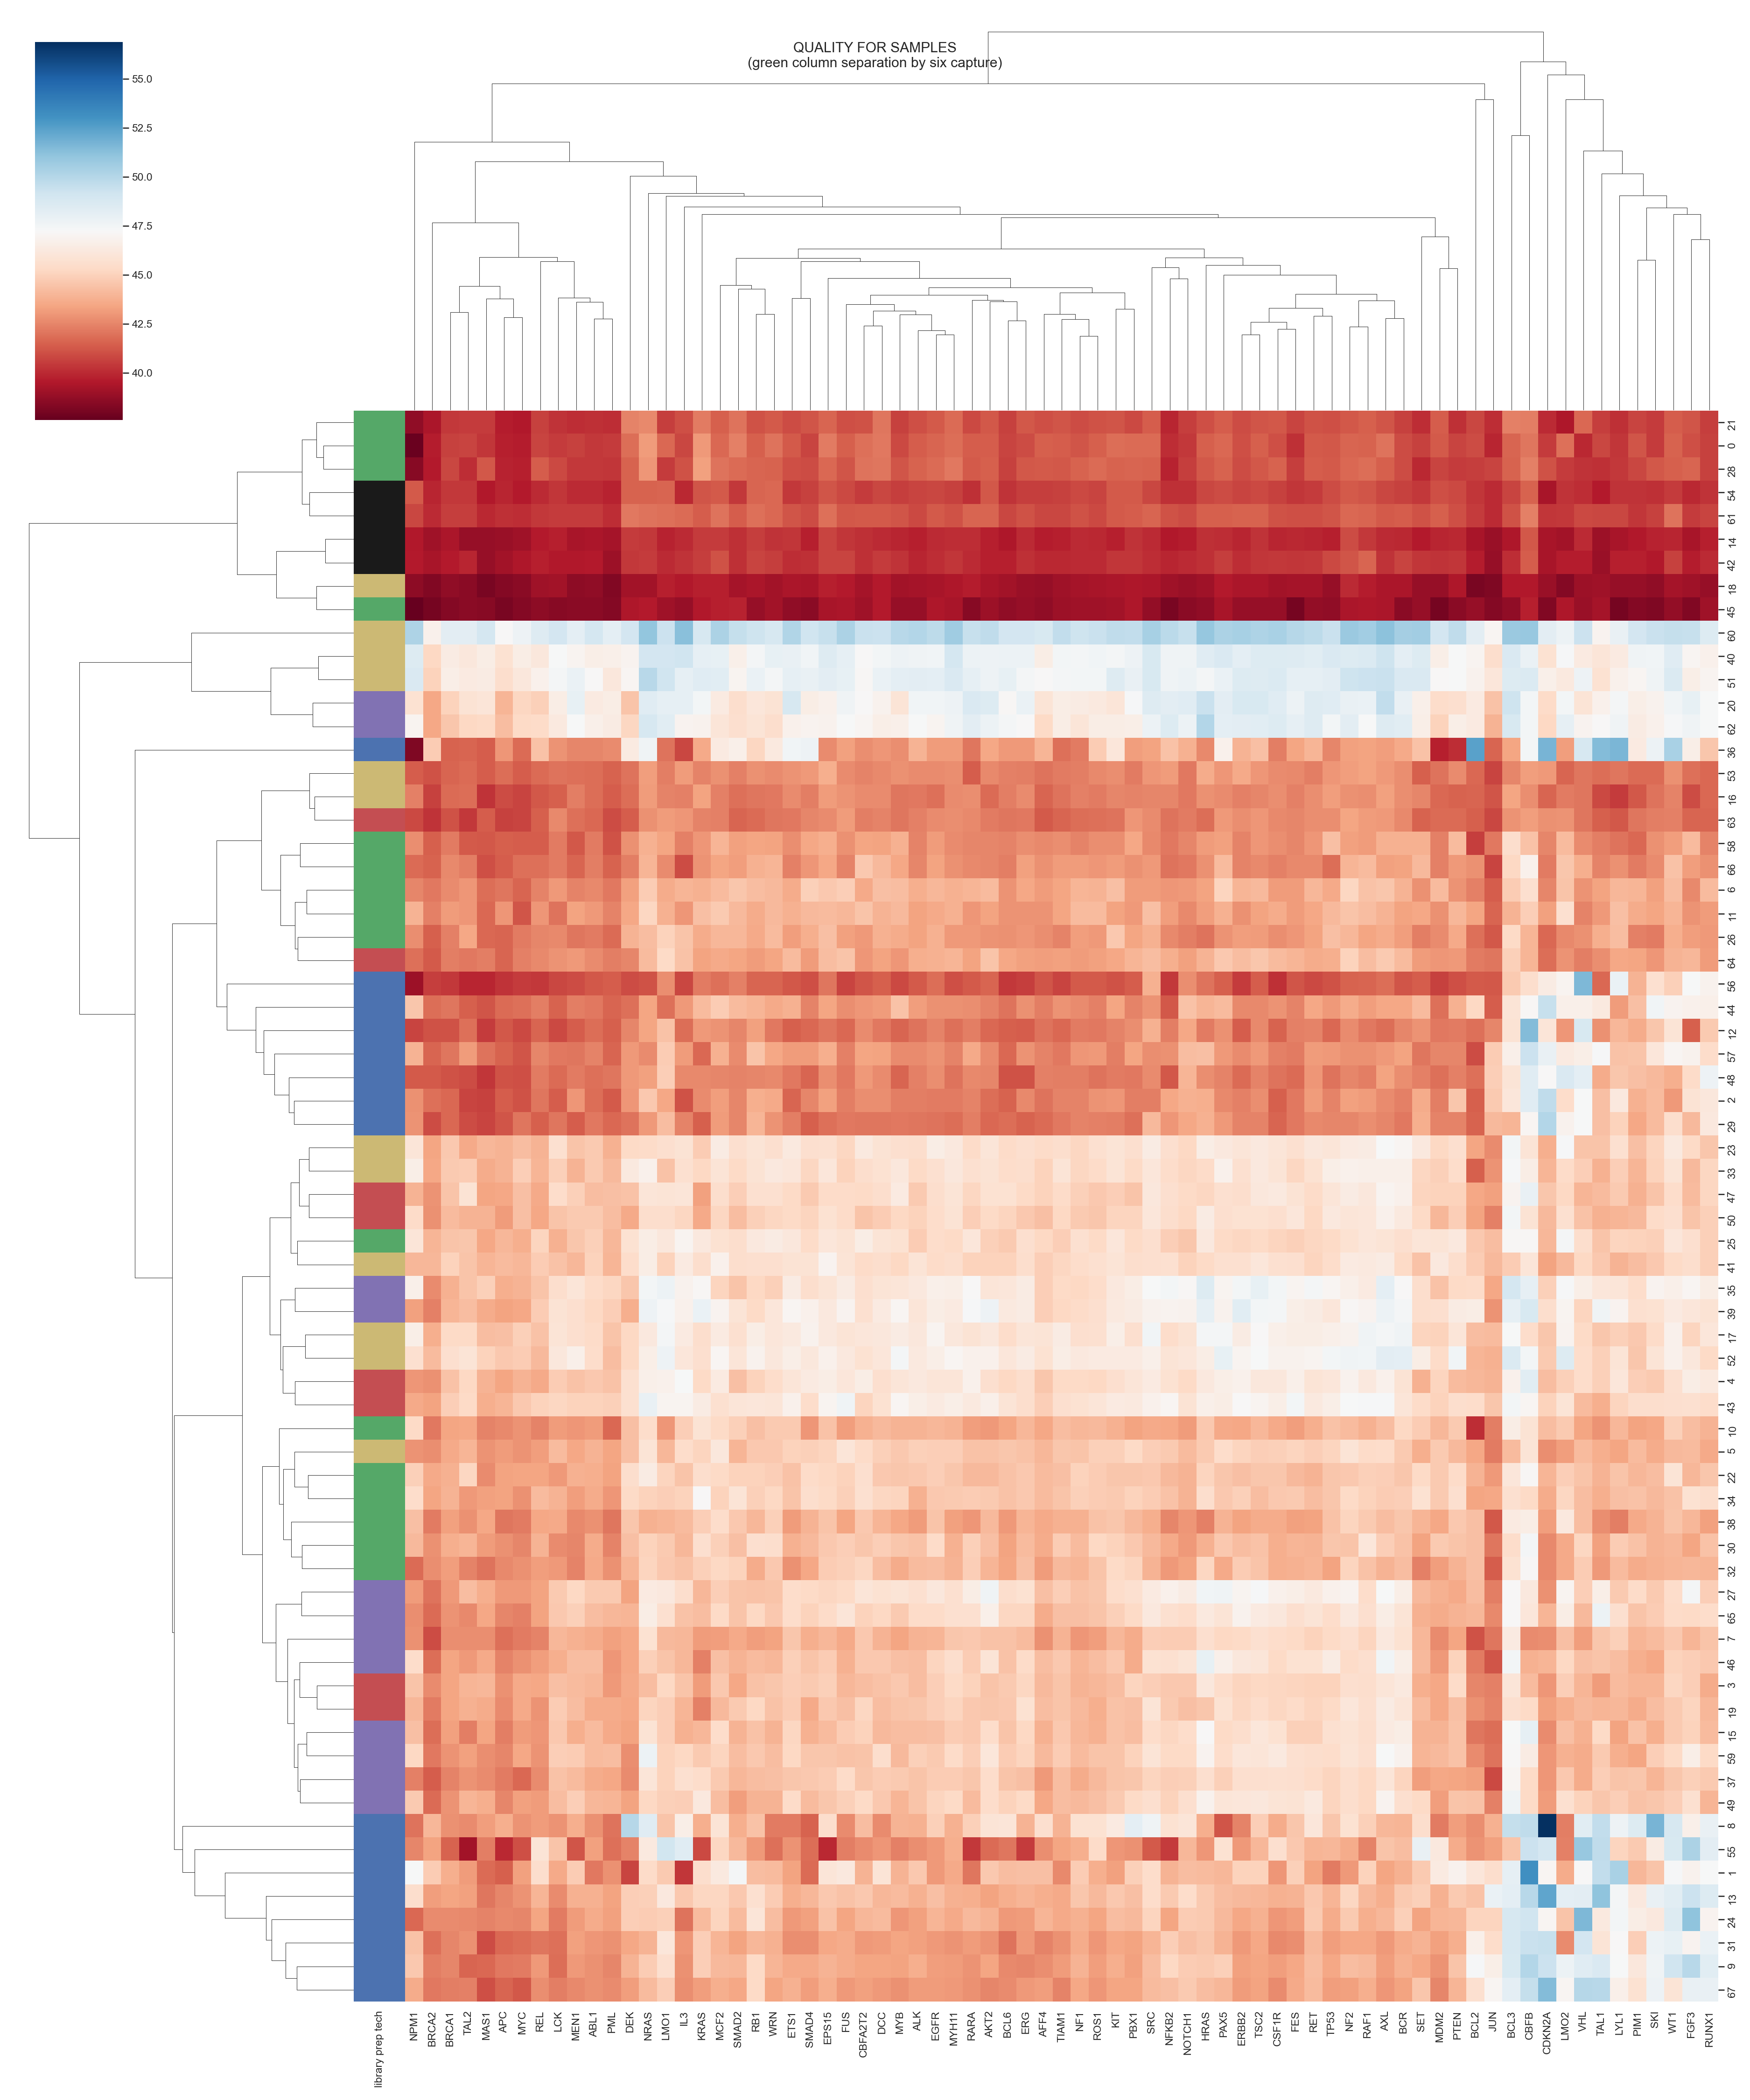 QUALITY FOR SAMPLES
(green column separation by six capture)
55.0
52.5
50.0
47.5
45.0
42.5
40.0
21
0
28
54
61
14
42
18
45
60
40
51
20
62
36
53
16
63
58
66
6
11
26
64
56
44
12
57
48
2
29
23
33
47
50
25
41
35
39
17
52
4
43
10
5
22
34
38
30
32
27
65
7
46
3
19
15
59
37
49
8
55
1
13
24
31
9
67
library prep tech
NPM1
BRCA2
BRCA1
TAL2
MAS1
APC
MYC
REL
LCK
MEN1
ABL1
PML
DEK
NRAS
LMO1
IL3
KRAS
MCF2
SMAD2
RB1
WRN
ETS1
SMAD4
EPS15
FUS
CBFA2T2
DCC
MYB
ALK
EGFR
MYH11
RARA
AKT2
BCL6
ERG
AFF4
TIAM1
NF1
ROS1
KIT
PBX1
SRC
NFKB2
NOTCH1
HRAS
PAX5
ERBB2
TSC2
CSF1R
FES
RET
TP53
NF2
RAF1
AXL
BCR
SET
MDM2
PTEN
BCL2
JUN
BCL3
CBFB
CDKN2A
LMO2
VHL
TAL1
LYL1
PIM1
SKI
WT1
FGF3
RUNX1